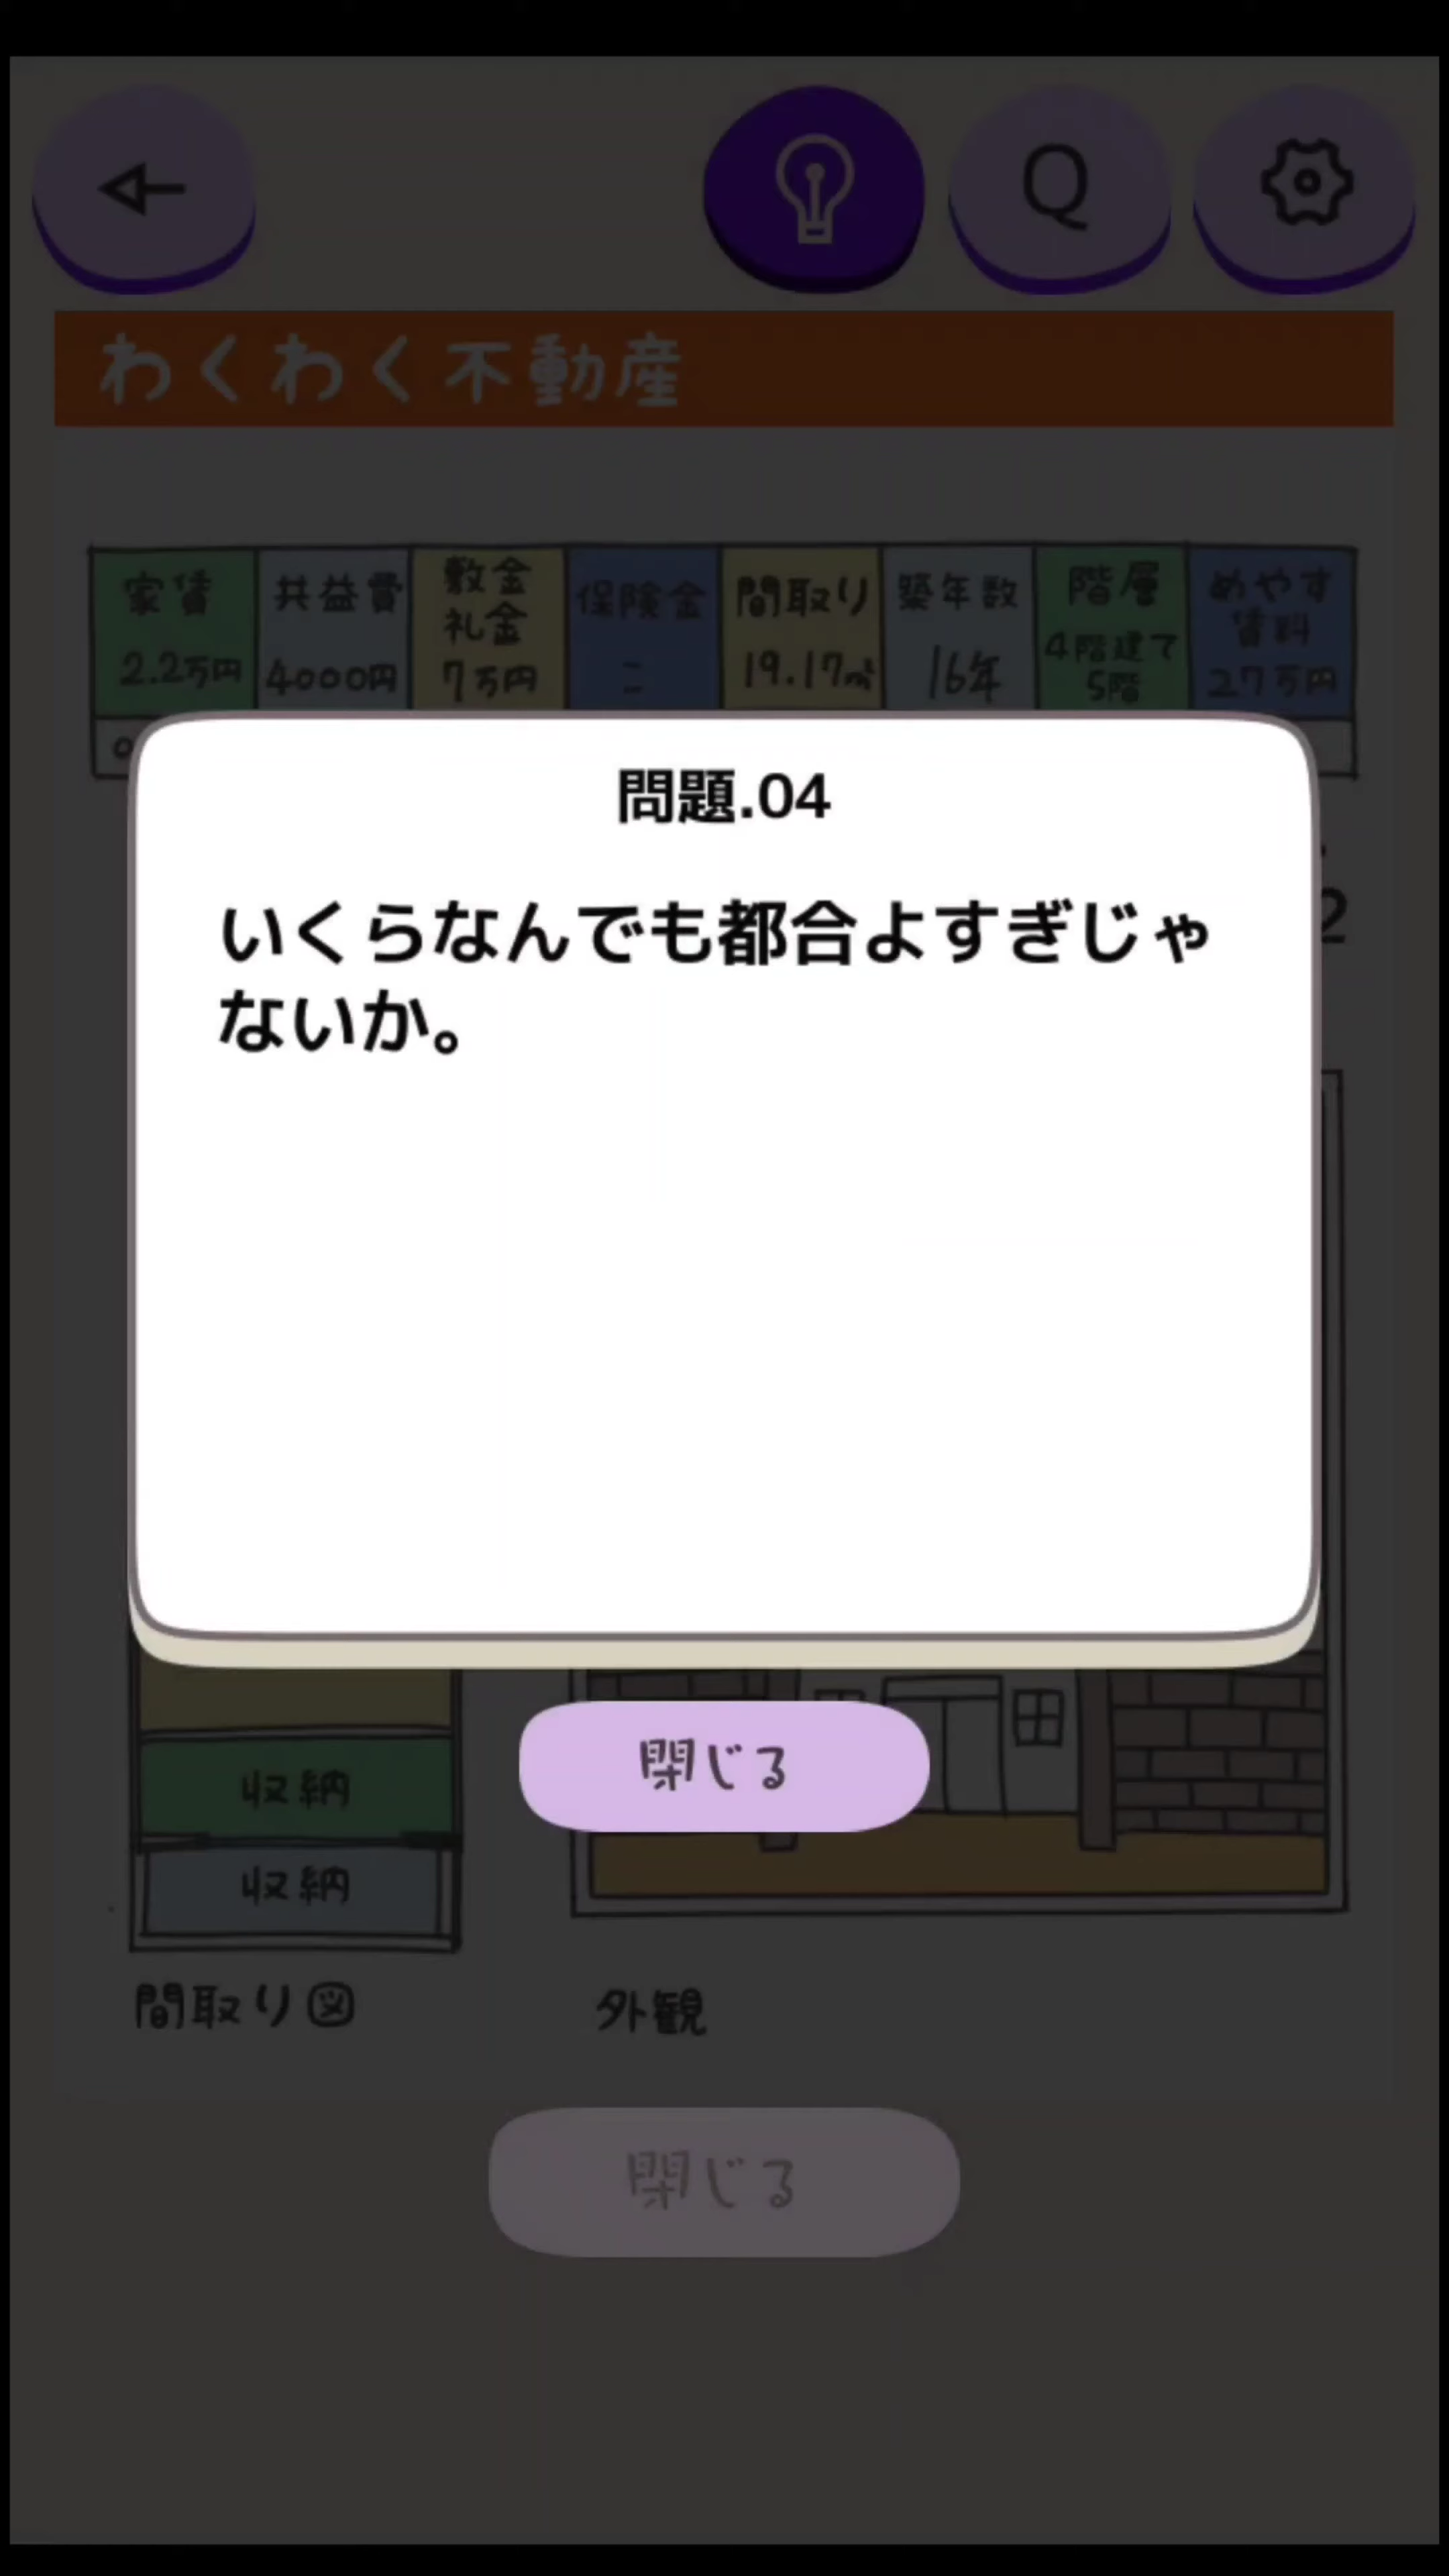 Q
わくわく不動産
家賃 共益費 敷金 保険金 間取り 築年数 階層 めやす
礼金 賃料
2.2万円 4000円 7万円 19.17㎡ 16年 4階建て 27万円
5階
問題.04
いくらなんでも都合よすぎじゃ
ないか。
2
閉じる
収納
収納
間取り図 外観
閉じる